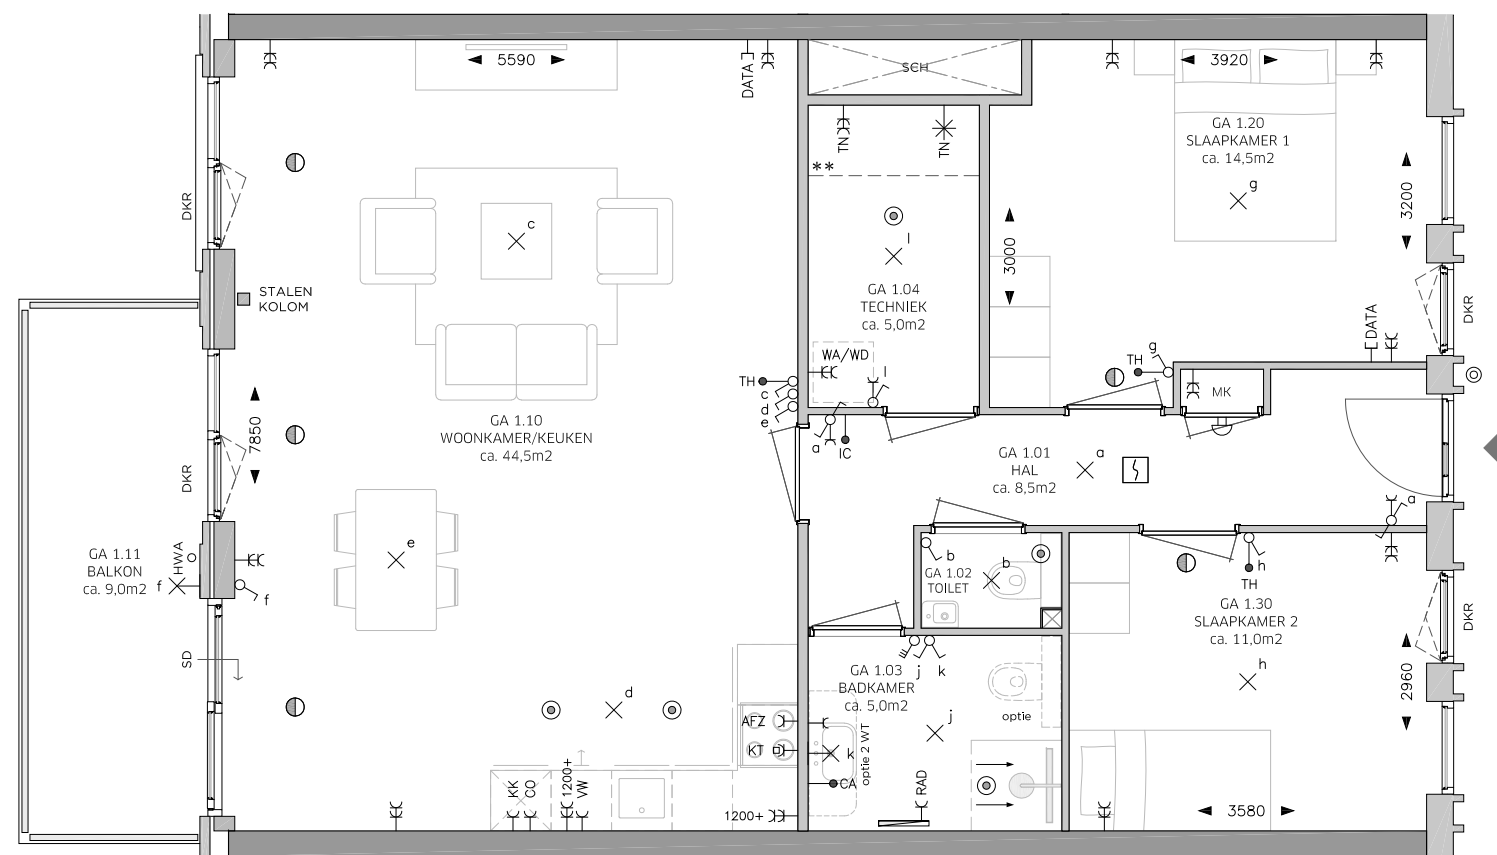 5590
DATA
SCH
3920
GA 1.20
SLAAPKAMER 1
ca. 14,5m2
g
TN
TN
**
DKR
c
l
3000
3200
STALEN
KOLOM
GA 1.04
TECHNIEK
ca. 5,0m2
DKR
DATA
WA/WD
l
g
TH
TH
c
d
e
MK
7850
GA 1.10
WOONKAMER/KEUKEN
ca. 44,5m2
a
IC
GA 1.01
HAL
ca. 8,5m2
a
DKR
a
e
GA 1.11
BALKON
ca. 9,0m2
HWA
f
f
b
GA 1.02
TOILET
b
h
TH
GA 1.30
SLAAPKAMER 2
ca. 11,0m2
DKR
SD
j
k
GA 1.03
BADKAMER
ca. 5,0m2
h
2960
d
optie
j
AFZ
KT
k
optie 2 WT
CA
RAD
KK
CO
1200+
VW
1200+
3580